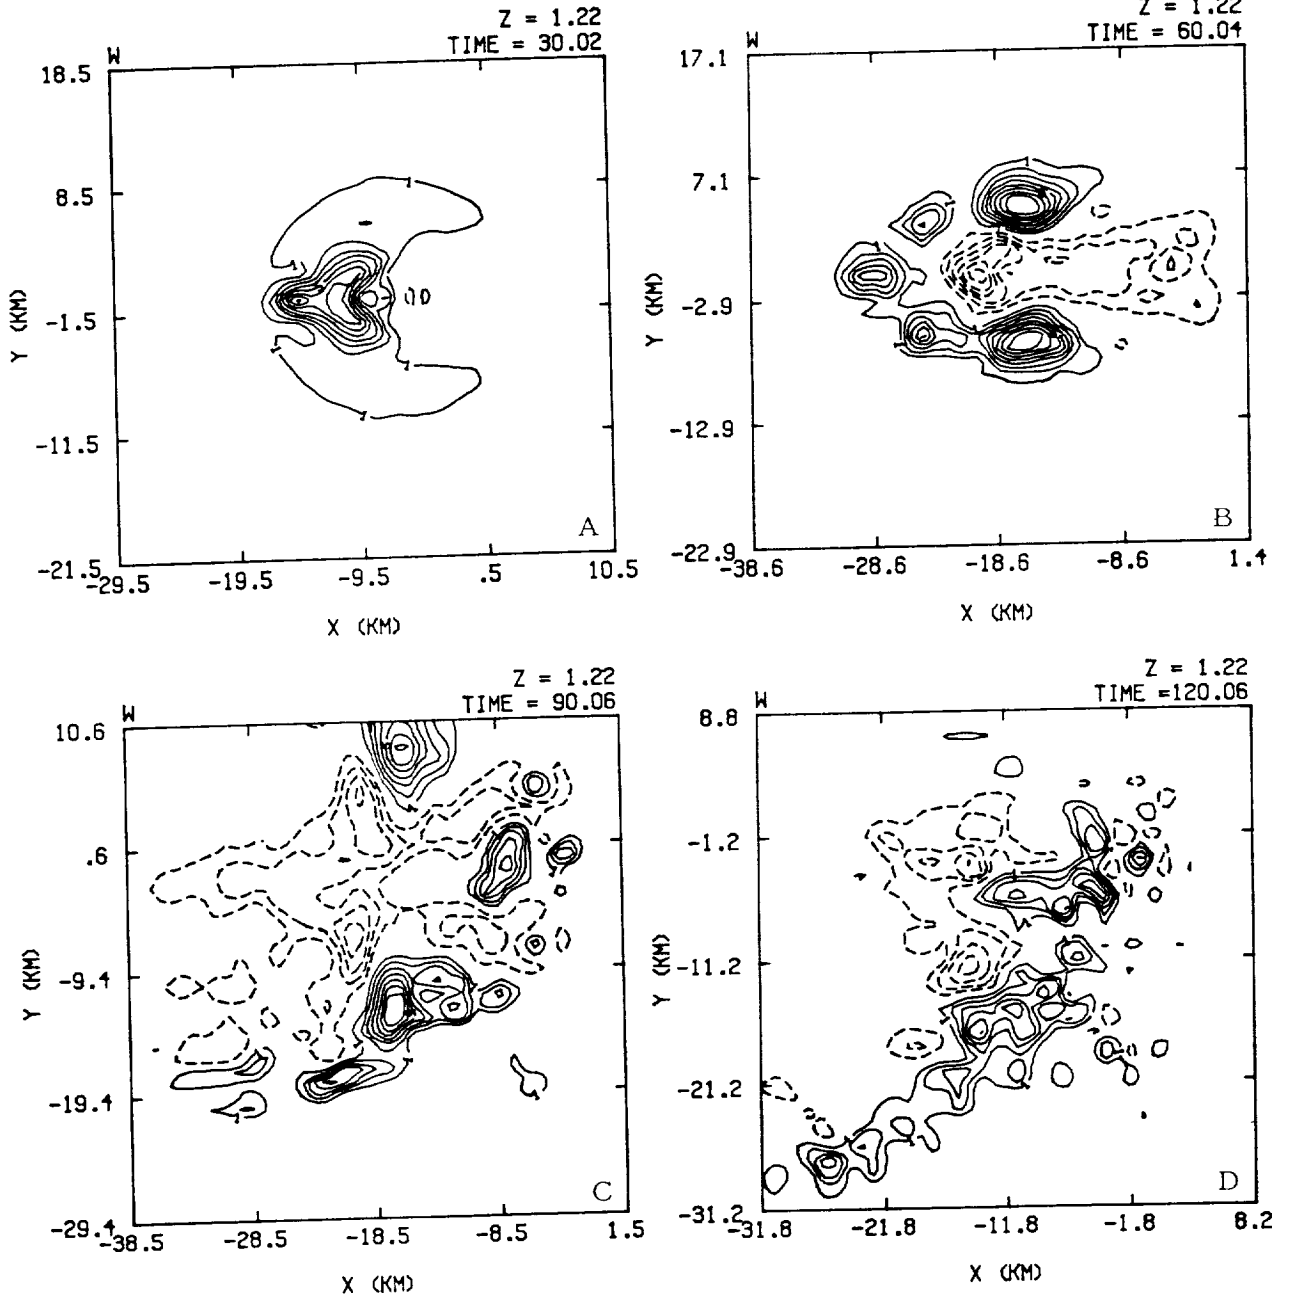 Z = 1.22
TIME = 30.02
W
18.5
8.5
-1.5
-11.5
-21.5
Y (KM)
-29.5 -19.5 -9.5 .5 10.5
X (KM)
A
Z = 1.22
TIME = 60.04
W
17.1
7.1
-2.9
-12.9
-22.9
Y (KM)
-38.6 -28.6 -18.6 -8.6 1.4
X (KM)
B
Z = 1.22
TIME = 90.06
W
10.6
.6
-9.4
-19.4
-29.4
Y (KM)
-38.5 -28.5 -18.5 -8.5 1.5
X (KM)
C
Z = 1.22
TIME =120.06
W
8.8
-1.2
-11.2
-21.2
-31.2
Y (KM)
-31.8 -21.8 -11.8 -1.8 8.2
X (KM)
D